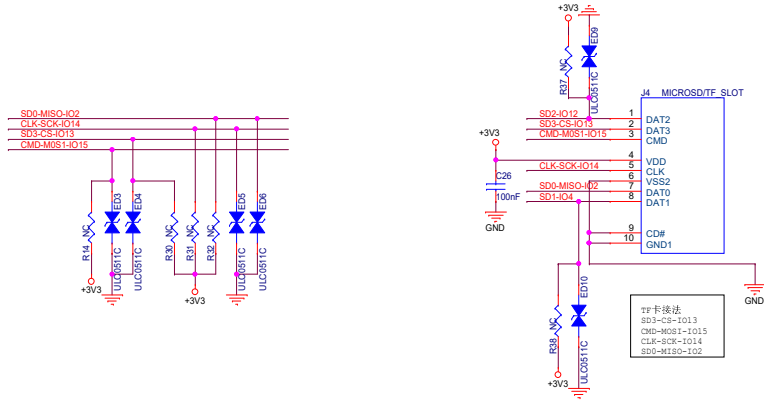 +3V3
ED9
NC
R37
ULC0511C
J4 MICROSD/TF_SLOT
SD0-MISO-IO2
CLK-SCK-IO14
SD3-CS-IO13
CMD-M0S1-IO15
SD2-IO12
SD3-CS-IO13
CMD-M0S1-IO15
1 DAT2
2 DAT3
3 CMD
+3V3
4 VDD
CLK-SCK-IO14
5 CLK
6 VSS2
C26
100nF
SD0-MISO-IO2
7 DAT0
SD1-IO4
8 DAT1
GND
9 CD#
10 GND1
R14 NC
ED3
ULC0511C
ED4
ULC0511C
R30 NC
R31 NC
R32 NC
ED5
ULC0511C
ED6
ULC0511C
+3V3
+3V3
GND
ED10
NC
R38
ULC0511C
+3V3
TF卡接法
SD3-CS-IO13
CMD-MOSI-IO15
CLK-SCK-IO14
SD0-MISO-IO2